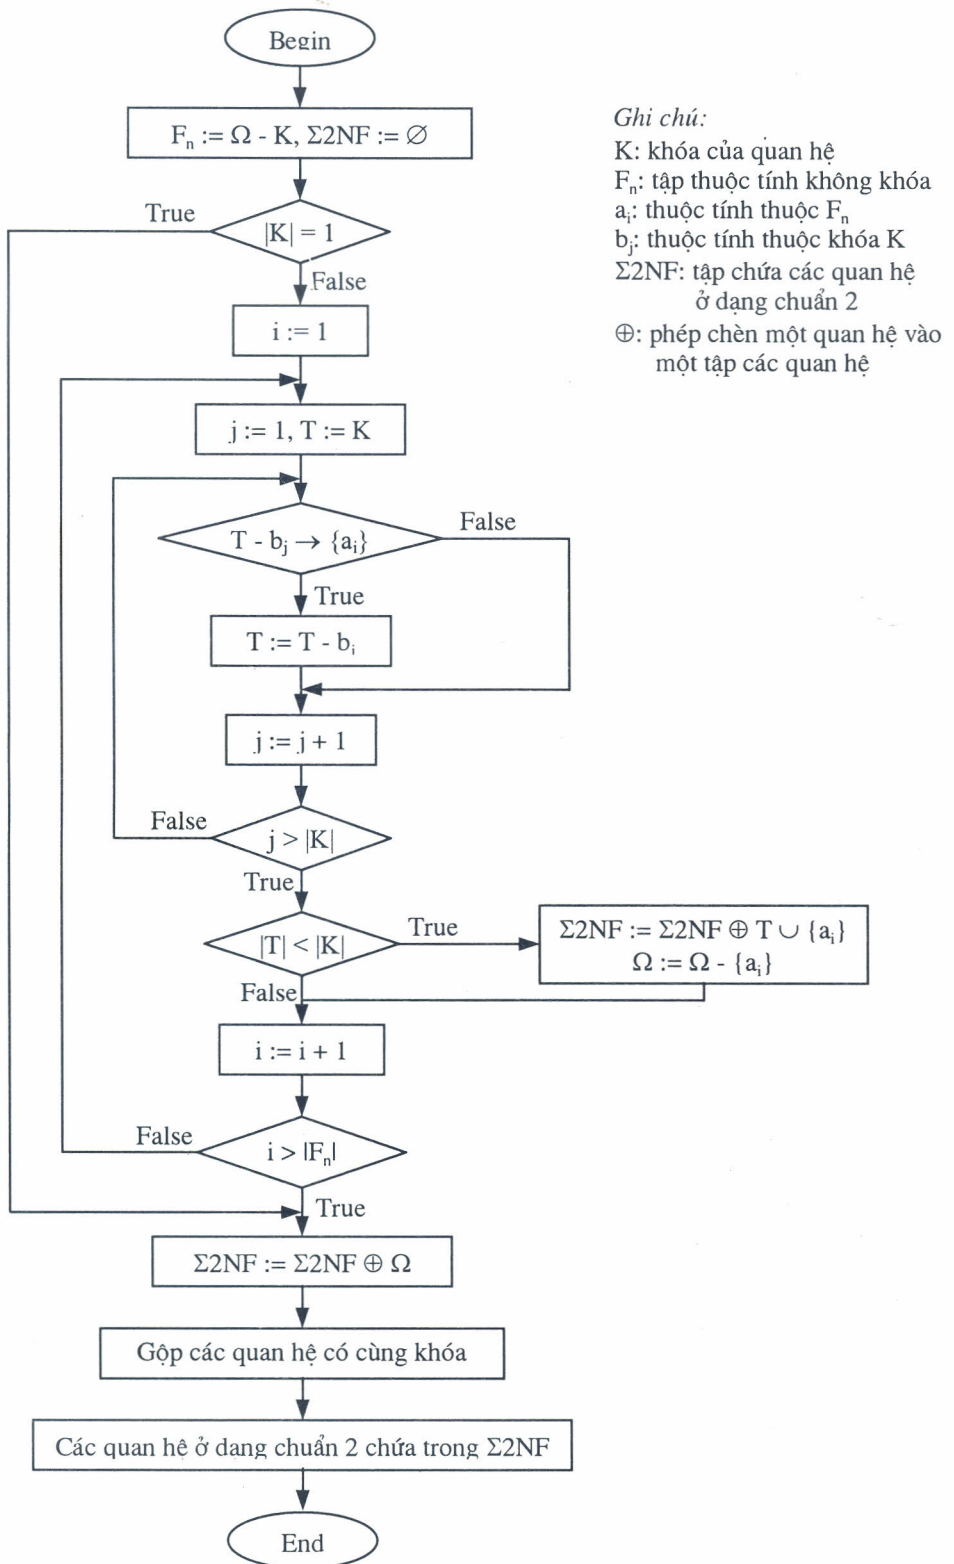 Begin
Fₙ := Ω - K, Σ2NF := ∅
True
|K| = 1
False
i := 1
j := 1, T := K
T - bⱼ → {aᵢ}
False
True
T := T - bᵢ
j := j + 1
False
j > |K|
True
|T| < |K|
True
Σ2NF := Σ2NF ⊕ T ∪ {aᵢ}
Ω := Ω - {aᵢ}
False
i := i + 1
False
i > |Fₙ|
True
Σ2NF := Σ2NF ⊕ Ω
Gộp các quan hệ có cùng khóa
Các quan hệ ở dạng chuẩn 2 chứa trong Σ2NF
End
Ghi chú:
K: khóa của quan hệ
Fₙ: tập thuộc tính không khóa
aᵢ: thuộc tính thuộc Fₙ
bⱼ: thuộc tính thuộc khóa K
Σ2NF: tập chứa các quan hệ
ở dạng chuẩn 2
⊕: phép chèn một quan hệ vào
một tập các quan hệ